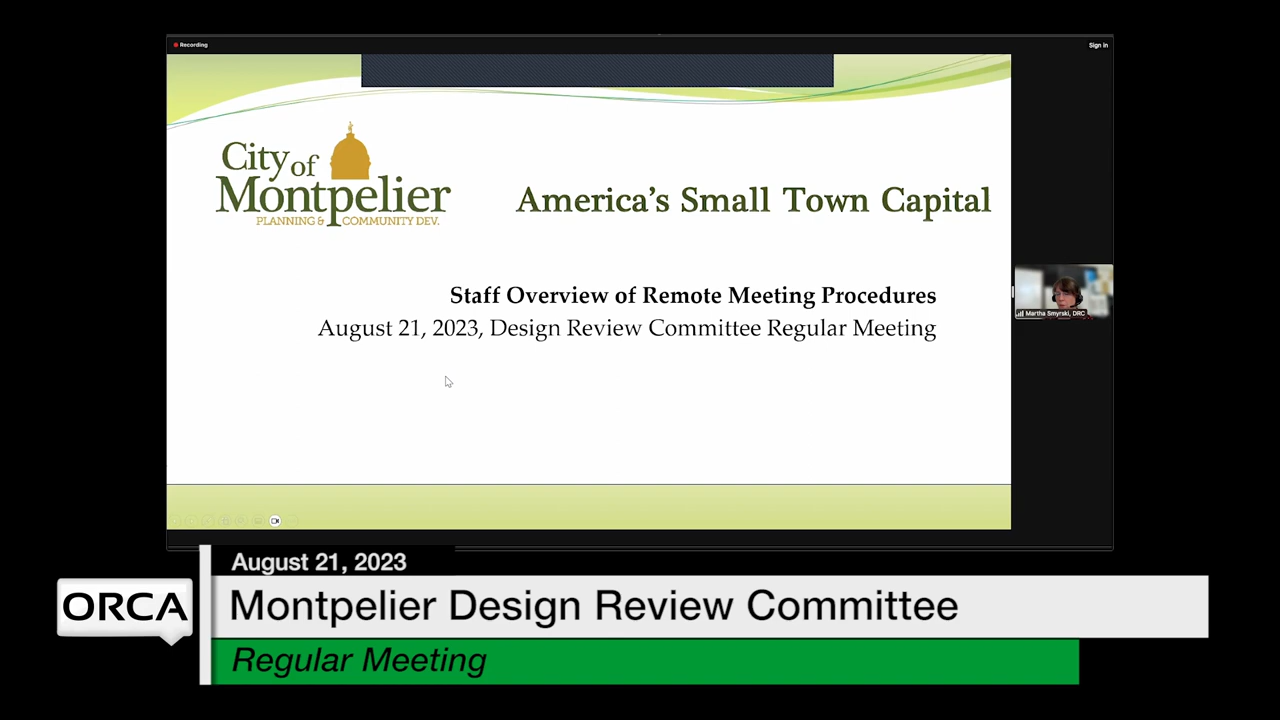 Recording
Sign In
City of
Montpelier
PLANNING & COMMUNITY DEV.
America's Small Town Capital
Staff Overview of Remote Meeting Procedures
August 21, 2023, Design Review Committee Regular Meeting
Martha Smyrski, DRC
August 21, 2023
ORCA
Montpelier Design Review Committee
Regular Meeting